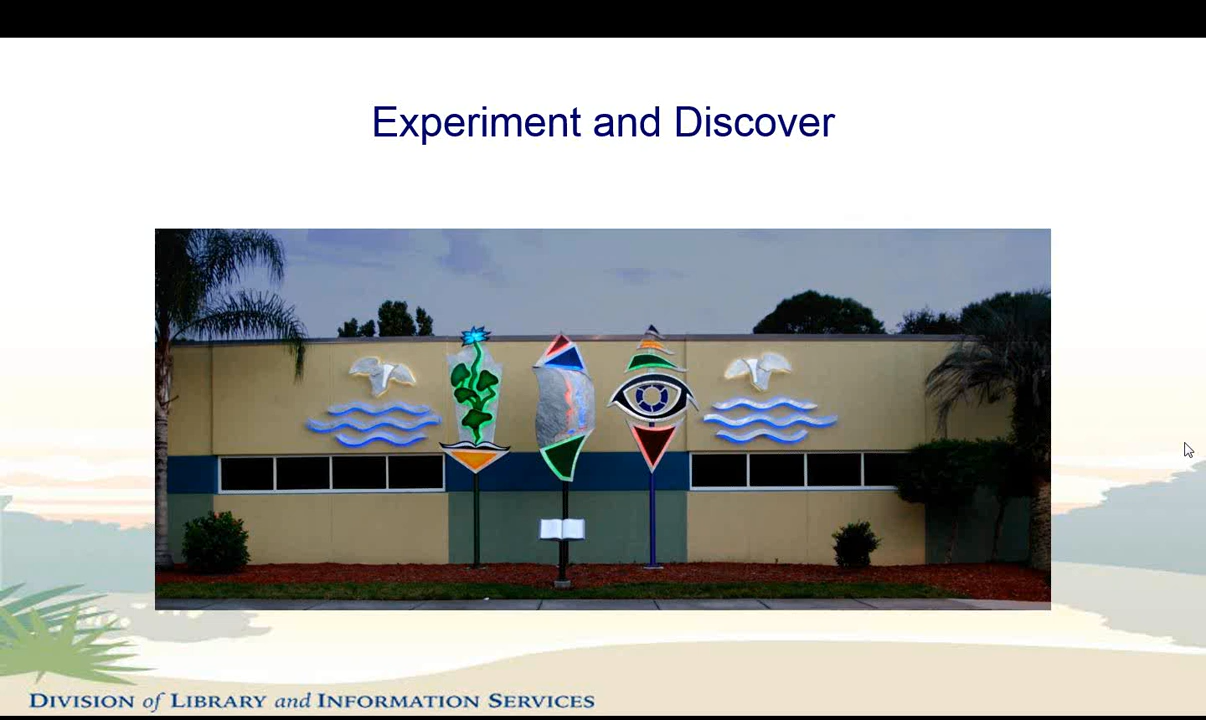 Experiment and Discover
DIVISION of LIBRARY and INFORMATION SERVICES